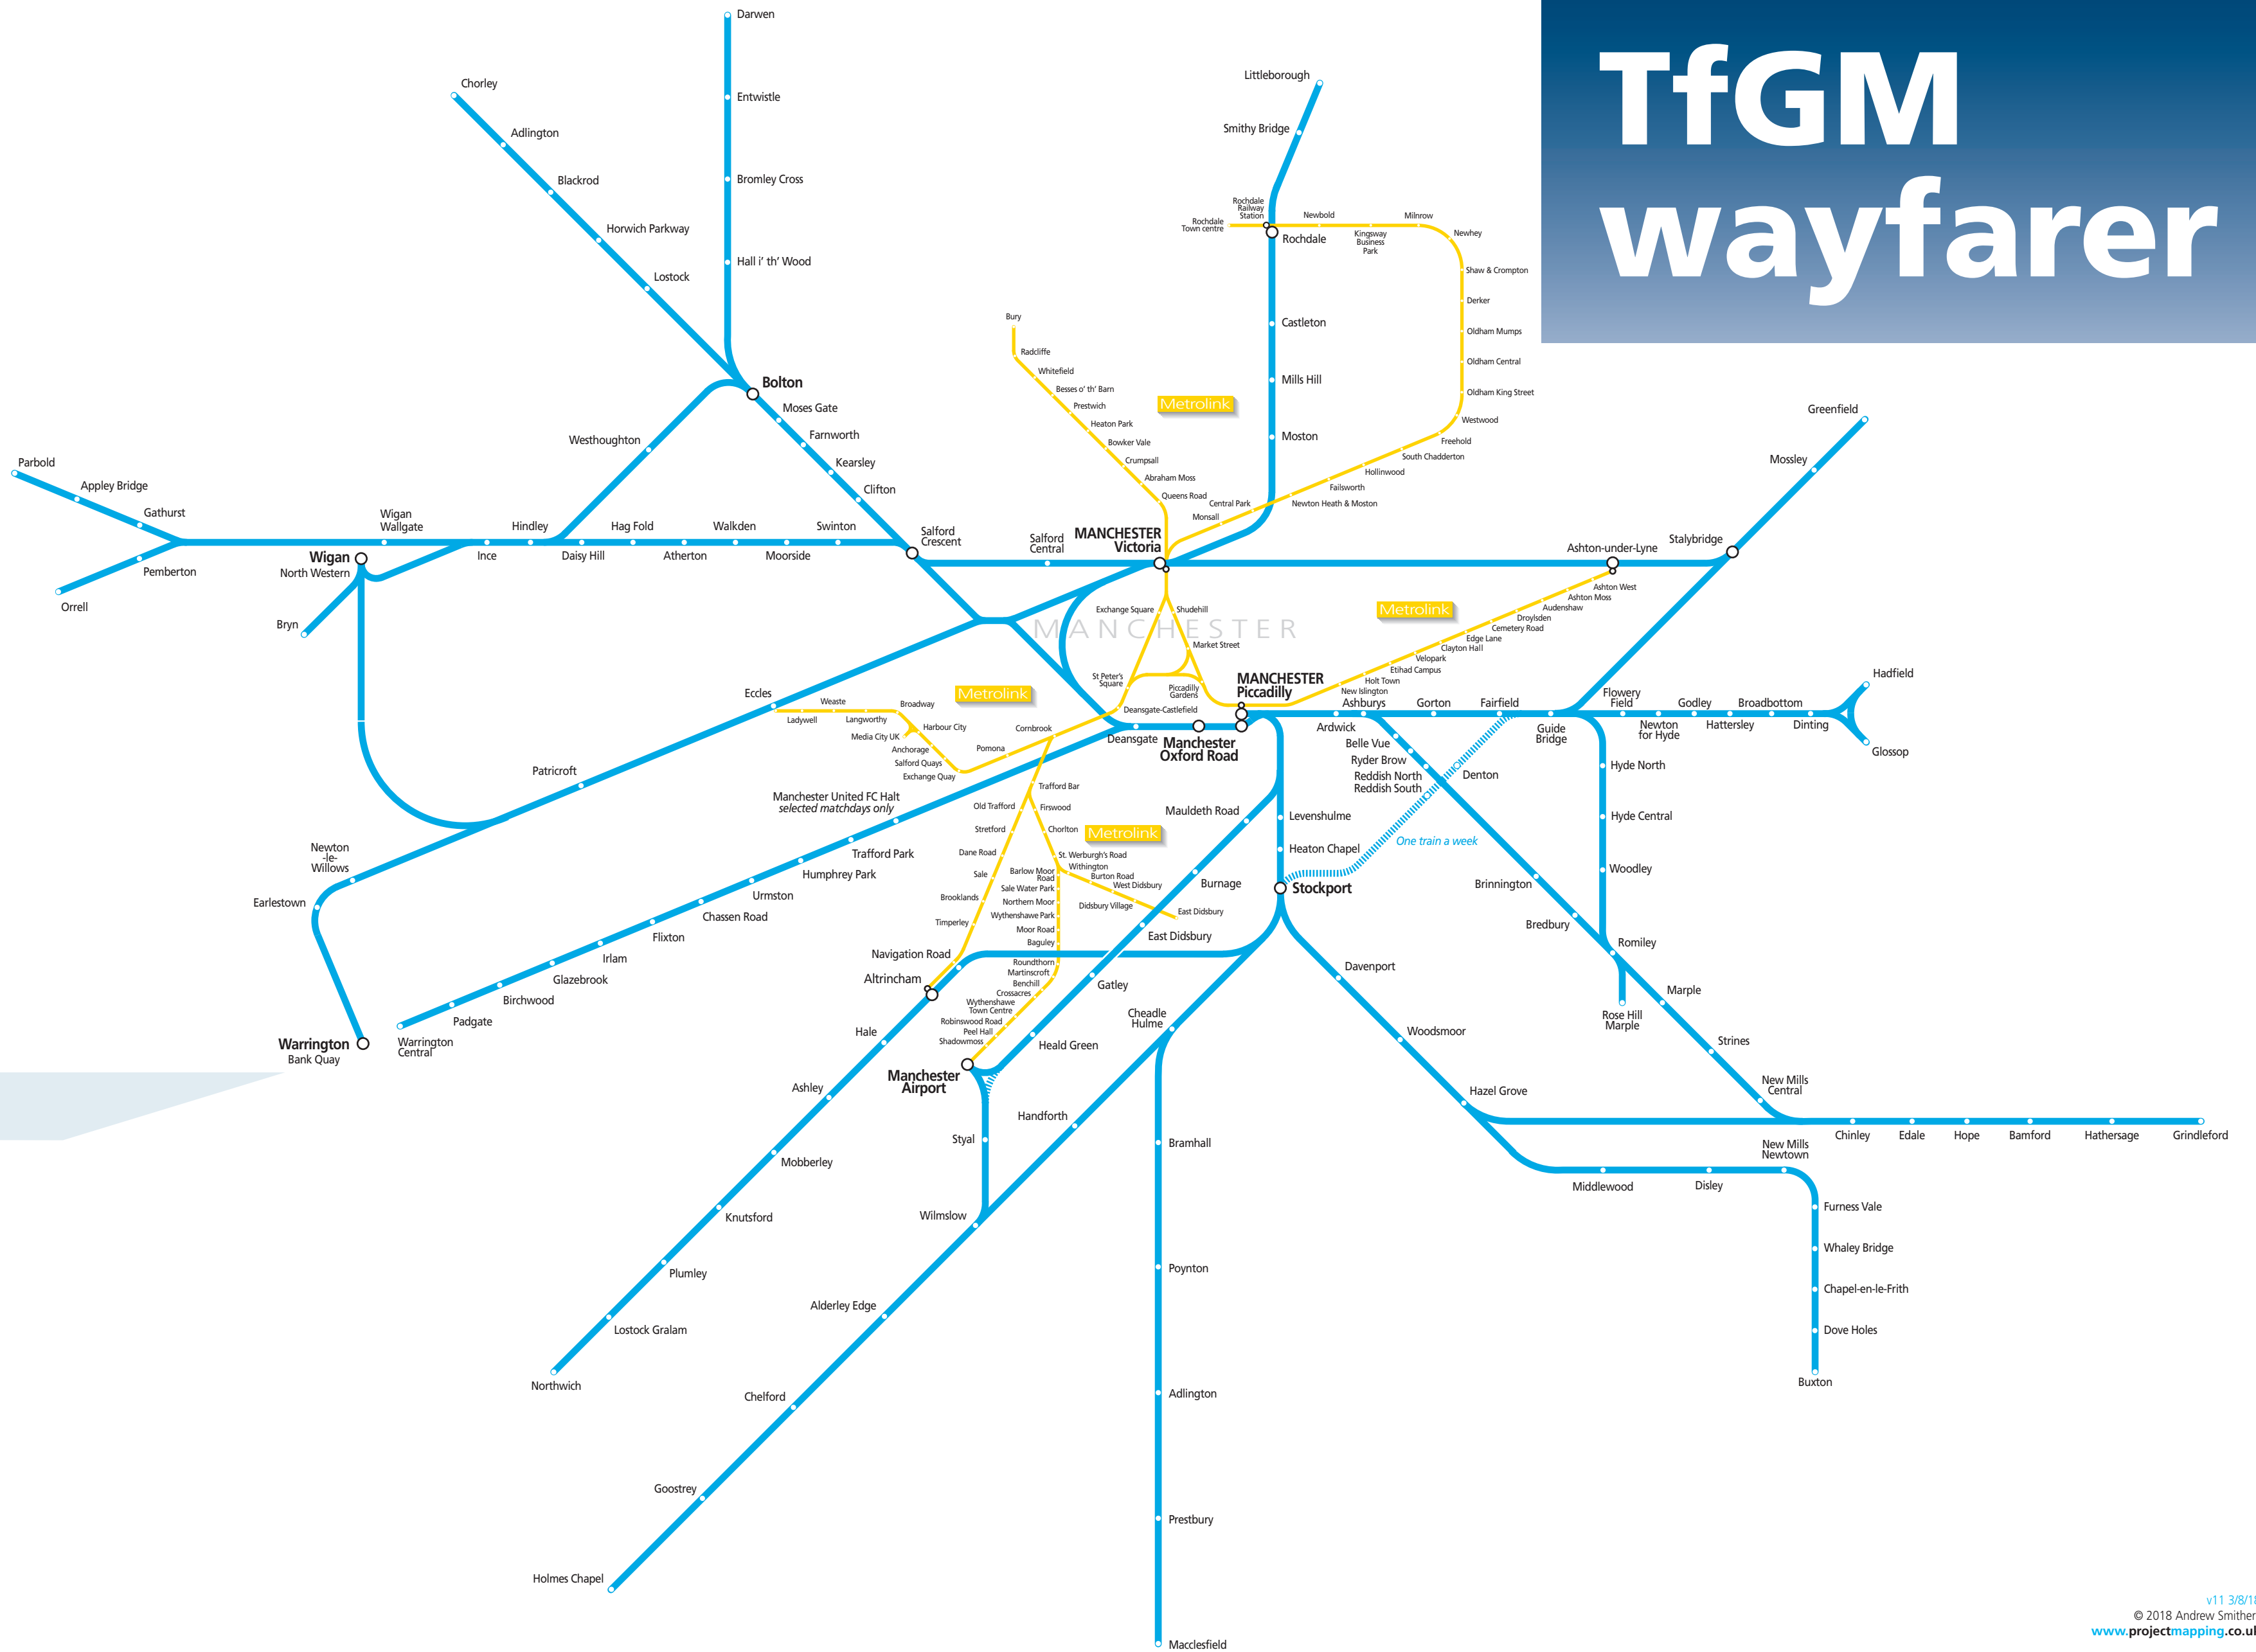 TfGM
wayfarer
Darwen
Entwistle
Bromley Cross
Hall i' th' Wood
Chorley
Adlington
Blackrod
Horwich Parkway
Lostock
Bolton
Moses Gate
Farnworth
Kearsley
Clifton
Westhoughton
Parbold
Appley Bridge
Gathurst
Pemberton
Orrell
Wigan
Wallgate
Wigan
North Western
Bryn
Ince
Hindley
Daisy Hill
Hag Fold
Atherton
Walkden
Moorside
Swinton
Salford
Crescent
Salford
Central
MANCHESTER
Victoria
Littleborough
Smithy Bridge
Rochdale
Railway
Station
Rochdale
Town centre
Rochdale
Newbold
Kingsway
Business
Park
Milnrow
Newhey
Shaw & Crompton
Derker
Oldham Mumps
Oldham Central
Oldham King Street
Westwood
Freehold
South Chadderton
Hollinwood
Failsworth
Newton Heath & Moston
Central Park
Monsall
Castleton
Mills Hill
Moston
Bury
Radcliffe
Whitefield
Besses o' th' Barn
Prestwich
Heaton Park
Bowker Vale
Crumpsall
Abraham Moss
Queens Road
Metrolink
Greenfield
Mossley
Stalybridge
Ashton-under-Lyne
Ashton West
Ashton Moss
Audenshaw
Droylsden
Cemetery Road
Edge Lane
Clayton Hall
Velopark
Etihad Campus
Holt Town
New Islington
Metrolink
Exchange Square
Shudehill
MANCHESTER
Market Street
St Peter's
Square
Piccadilly
Gardens
MANCHESTER
Piccadilly
Deansgate-Castlefield
Deansgate
Manchester
Oxford Road
Cornbrook
Pomona
Exchange Quay
Salford Quays
Anchorage
Harbour City
Media City UK
Broadway
Langworthy
Weaste
Ladywell
Eccles
Metrolink
Patricroft
Newton
-le-
Willows
Earlestown
Warrington
Bank Quay
Manchester United FC Halt
selected matchdays only
Trafford Park
Humphrey Park
Urmston
Chassen Road
Flixton
Irlam
Glazebrook
Birchwood
Padgate
Warrington
Central
Trafford Bar
Old Trafford
Firswood
Stretford
Chorlton
Metrolink
Dane Road
St. Werburgh's Road
Sale
Withington
Burton Road
West Didsbury
Didsbury Village
East Didsbury
Brooklands
Timperley
Barlow Moor
Road
Sale Water Park
Northern Moor
Wythenshawe Park
Moor Road
Baguley
Roundthorn
Martinscroft
Benchill
Crossacres
Wythenshawe
Town Centre
Robinswood Road
Peel Hall
Shadowmoss
Manchester
Airport
Navigation Road
Altrincham
Hale
Ashley
Mobberley
Knutsford
Plumley
Lostock Gralam
Northwich
Mauldeth Road
Burnage
East Didsbury
Gatley
Heald Green
Styal
Levenshulme
Heaton Chapel
Stockport
Cheadle
Hulme
Handforth
Wilmslow
Alderley Edge
Chelford
Goostrey
Holmes Chapel
Bramhall
Poynton
Adlington
Prestbury
Macclesfield
Ardwick
Ashburys
Gorton
Fairfield
Guide
Bridge
Flowery
Field
Newton
for Hyde
Godley
Hattersley
Broadbottom
Dinting
Hadfield
Glossop
Belle Vue
Ryder Brow
Reddish North
Reddish South
Denton
One train a week
Brinnington
Bredbury
Hyde North
Hyde Central
Woodley
Romiley
Rose Hill
Marple
Marple
Strines
New Mills
Central
Davenport
Woodsmoor
Hazel Grove
Chinley
Edale
Hope
Bamford
Hathersage
Grindleford
Middlewood
Disley
New Mills
Newtown
Furness Vale
Whaley Bridge
Chapel-en-le-Frith
Dove Holes
Buxton
v11 3/8/18
© 2018 Andrew Smither
www.projectmapping.co.uk